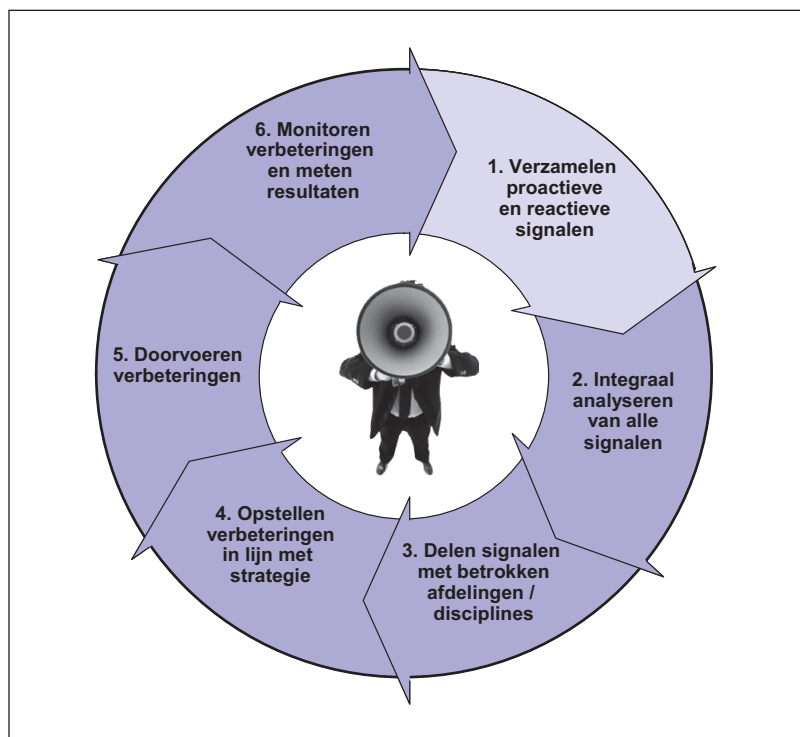 1. Verzamelen
proactieve
en reactieve
signalen
2. Integraal
analyseren
van alle
signalen
3. Delen signalen
met betrokken
afdelingen /
disciplines
4. Opstellen
verbeteringen
in lijn met
strategie
5. Doorvoeren
verbeteringen
6. Monitoren
verbeteringen
en meten
resultaten